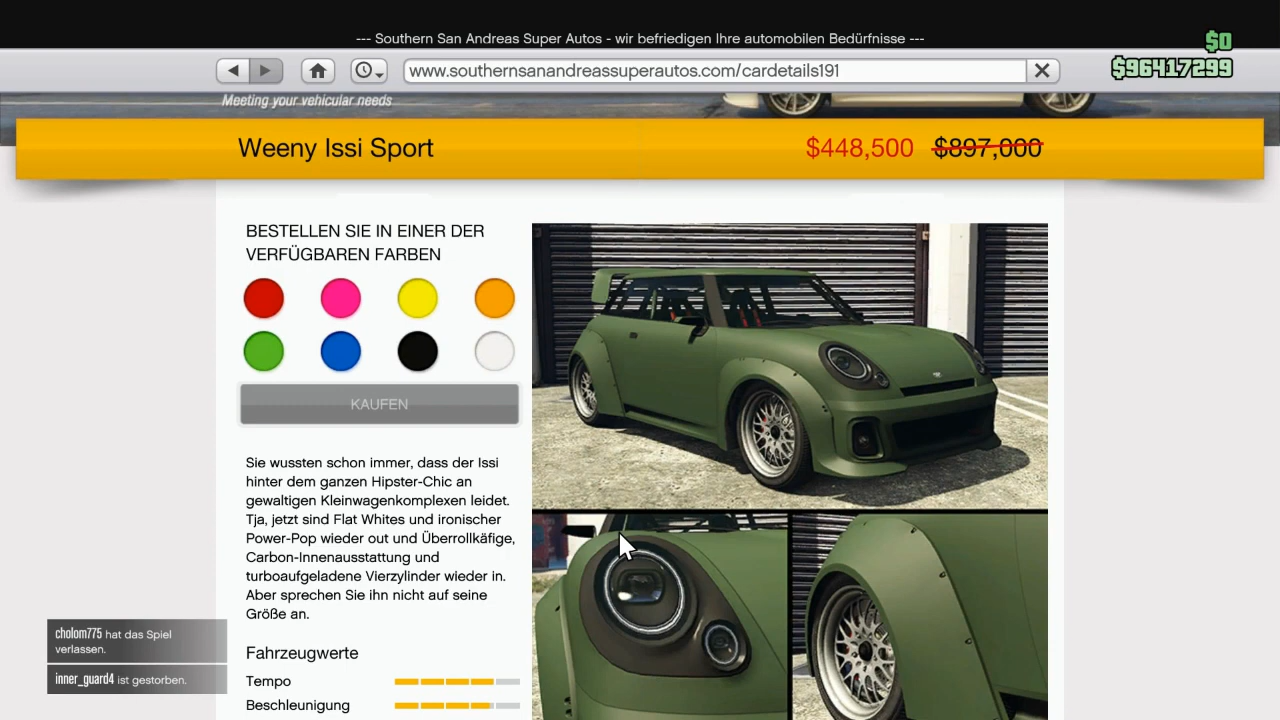 --- Southern San Andreas Super Autos - wir befriedigen Ihre automobilen Bedürfnisse ---
$0
www.southernsanandreassuperautos.com/cardetails191
$96417299
Meeting your vehicular needs
Weeny Issi Sport
$448,500 $897,000
BESTELLEN SIE IN EINER DER
VERFÜGBAREN FARBEN
KAUFEN
Sie wussten schon immer, dass der Issi
hinter dem ganzen Hipster-Chic an
gewaltigen Kleinwagenkomplexen leidet.
Tja, jetzt sind Flat Whites und ironischer
Power-Pop wieder out und Überrollkäfige,
Carbon-Innenausstattung und
turboaufgeladene Vierzylinder wieder in.
Aber sprechen Sie ihn nicht auf seine
Größe an.
cholom775 hat das Spiel
verlassen.
inner_guard4 ist gestorben.
Fahrzeugwerte
Tempo
Beschleunigung